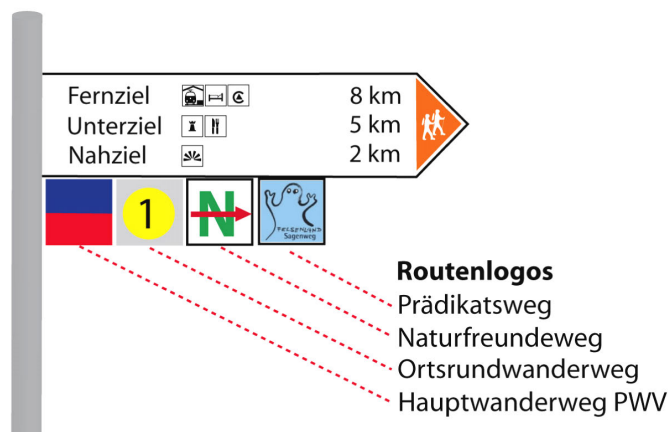 Fernziel 8 km
Unterziel 5 km
Nahziel 2 km
1
N
FELSENLAND
Sagenweg
Routenlogos
Prädikatsweg
Naturfreundeweg
Ortsrundwanderweg
Hauptwanderweg PWV